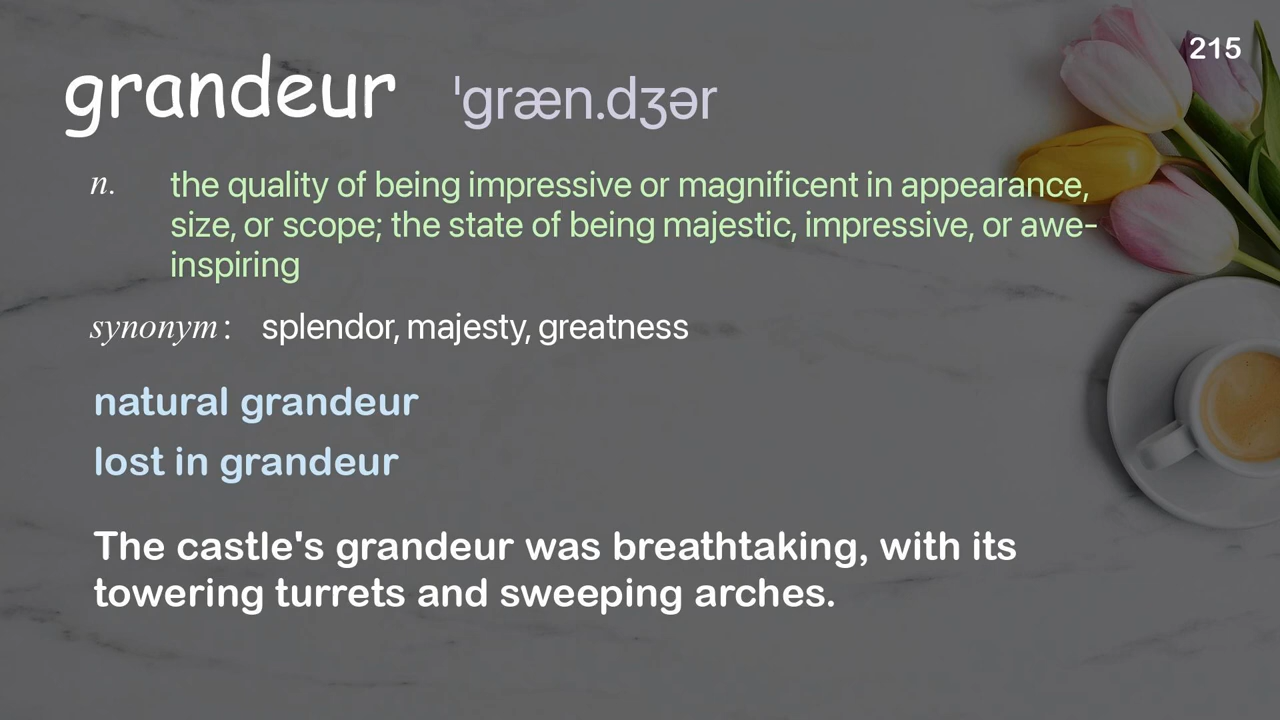 215
grandeur ˈɡræn.dʒər
n. the quality of being impressive or magnificent in appearance,
size, or scope; the state of being majestic, impressive, or awe-
inspiring
synonym: splendor, majesty, greatness
natural grandeur
lost in grandeur
The castle's grandeur was breathtaking, with its
towering turrets and sweeping arches.